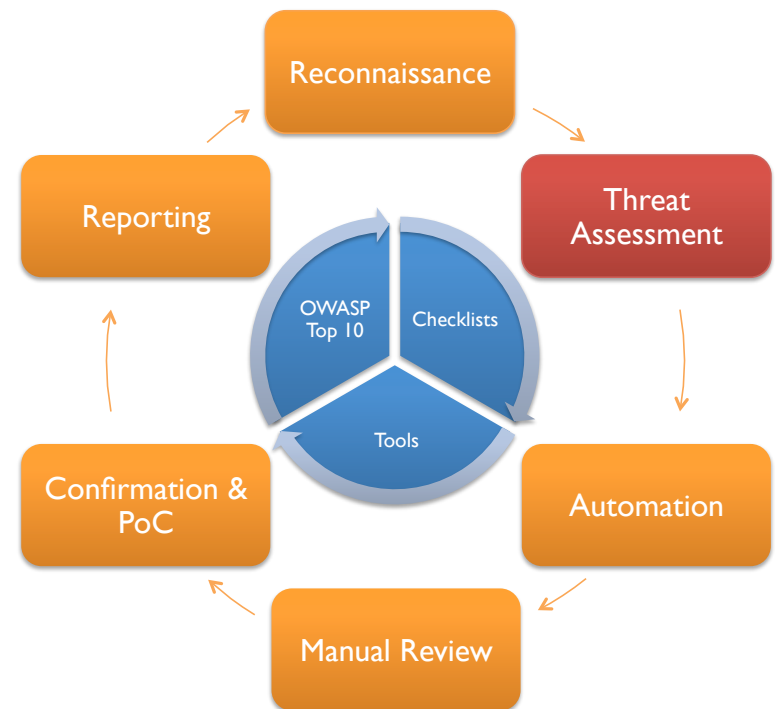 Reconnaissance
Threat
Assessment
Automation
Manual Review
Confirmation &
PoC
Reporting
OWASP
Top 10
Checklists
Tools